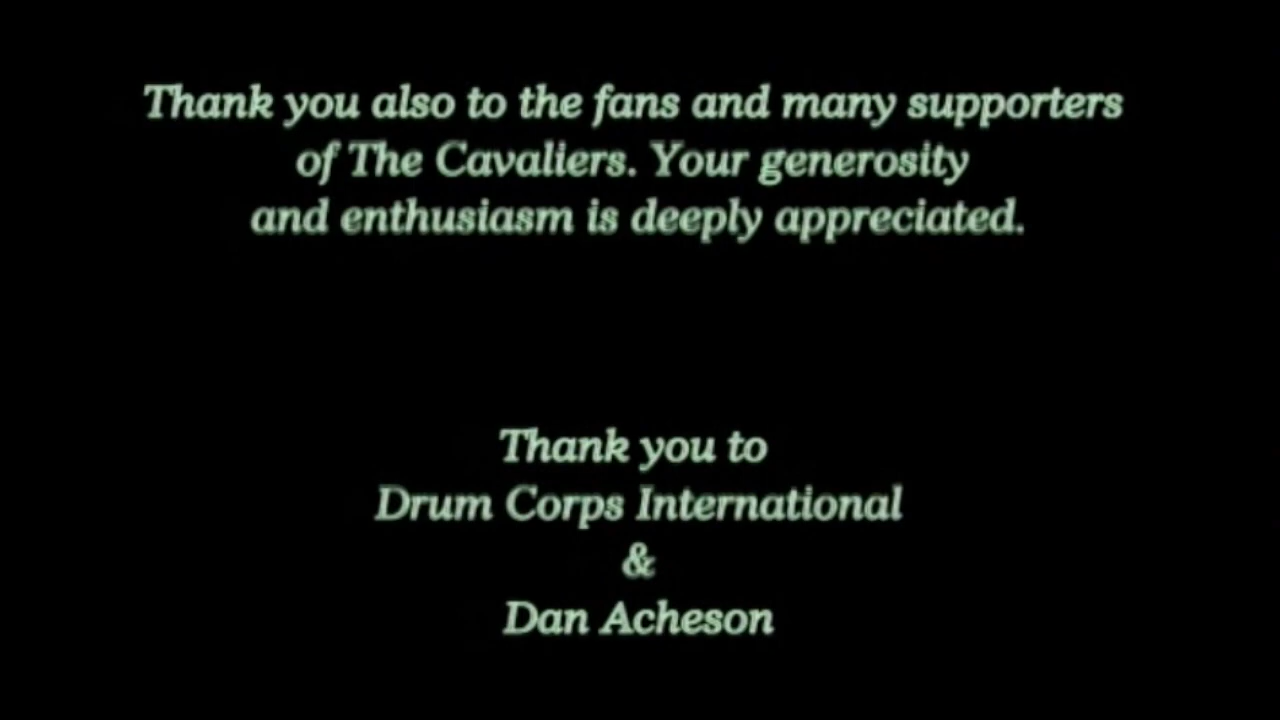 Thank you also to the fans and many supporters
of The Cavaliers. Your generosity
and enthusiasm is deeply appreciated.
Thank you to
Drum Corps International
&
Dan Acheson